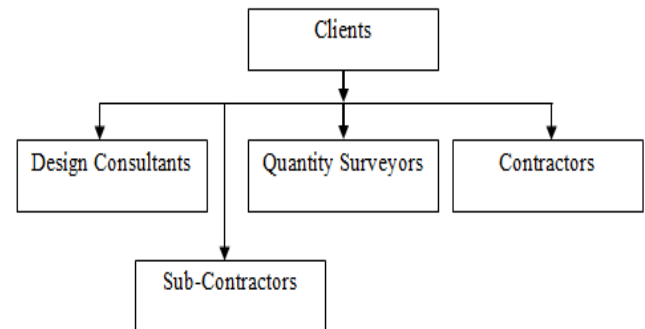 Clients
Design Consultants
Quantity Surveyors
Contractors
Sub-Contractors